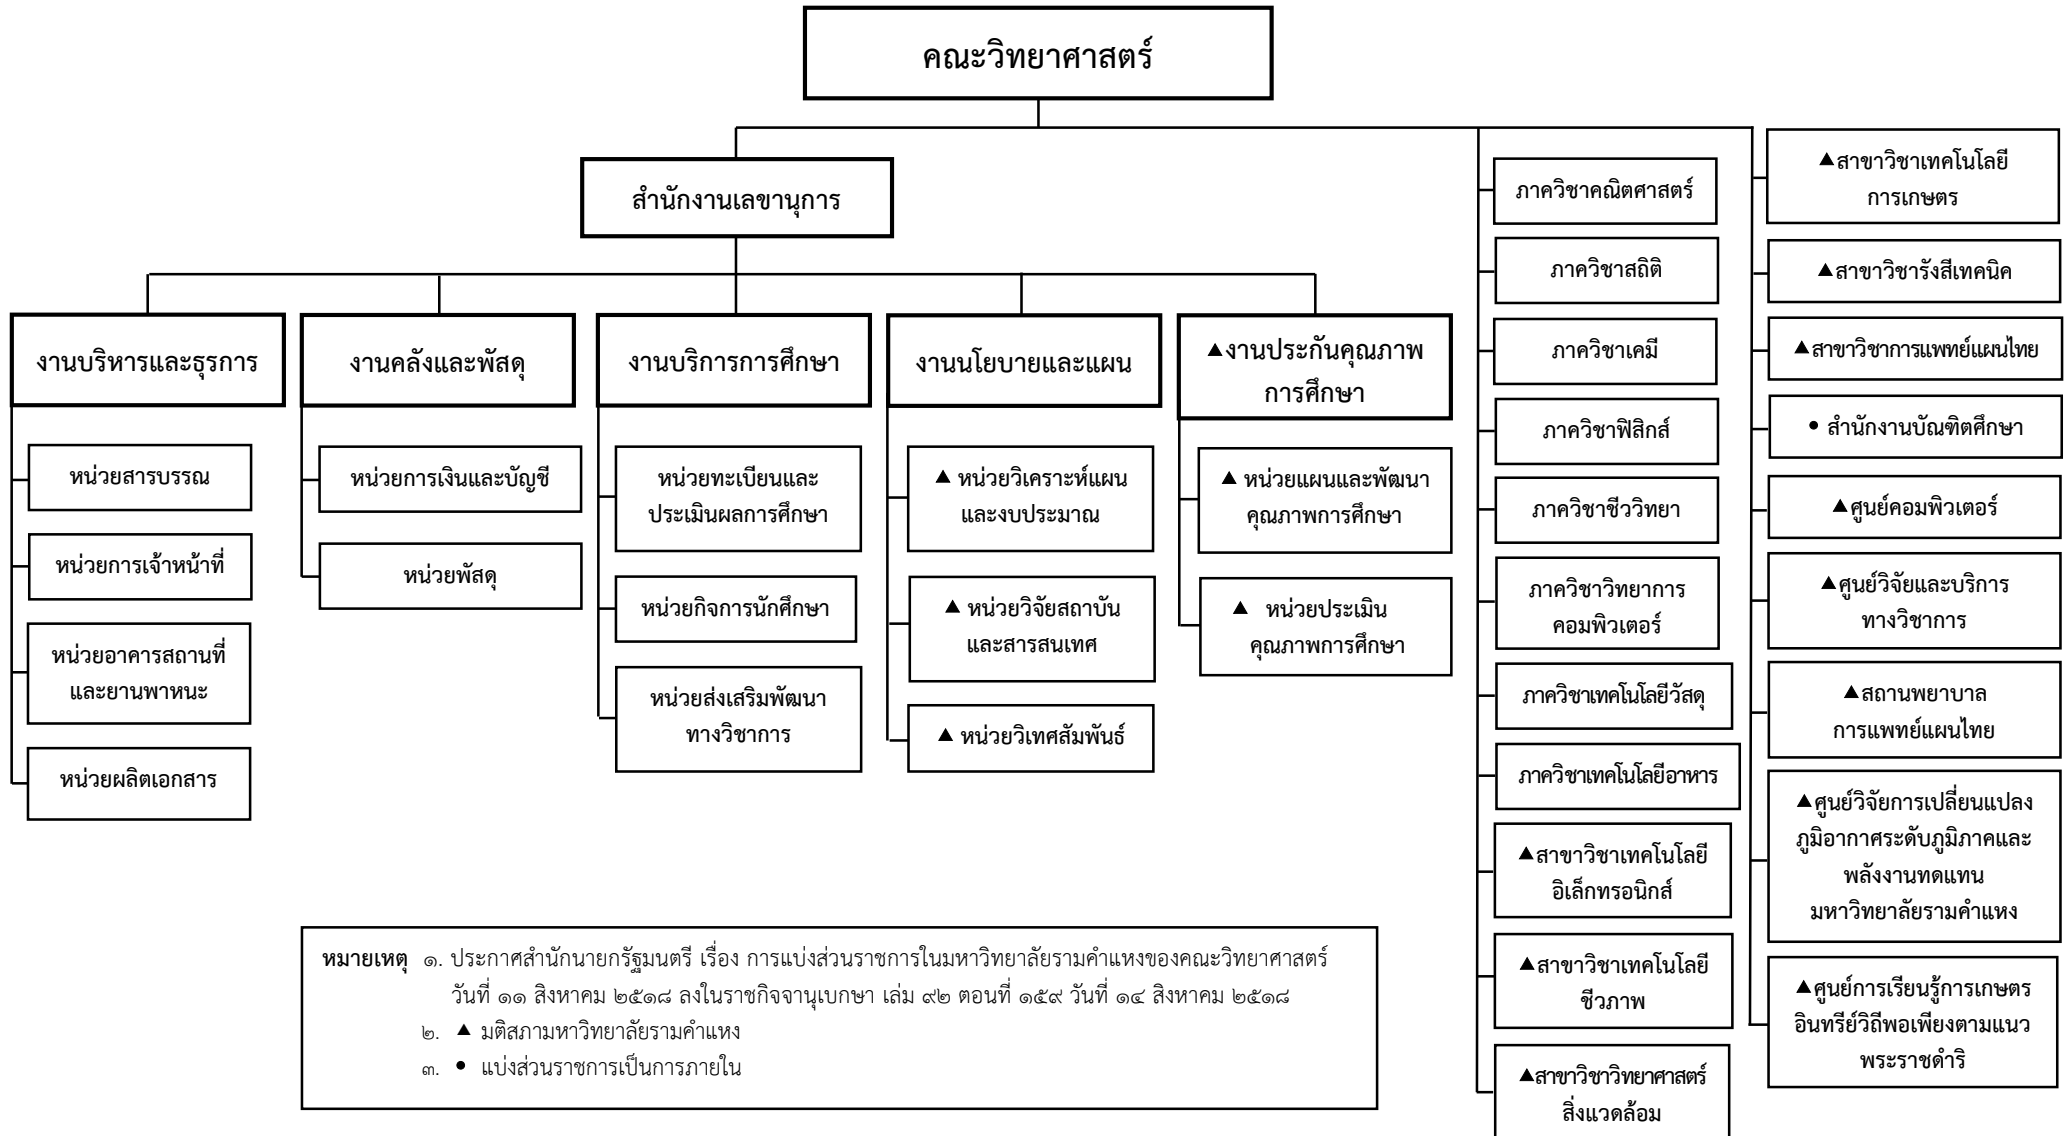 คณะวิทยาศาสตร์
สำนักงานเลขานุการ
งานบริหารและธุรการ
หน่วยสารบรรณ
หน่วยการเจ้าหน้าที่
หน่วยอาคารสถานที่
และยานพาหนะ
หน่วยผลิตเอกสาร
งานคลังและพัสดุ
หน่วยการเงินและบัญชี
หน่วยพัสดุ
งานบริการการศึกษา
หน่วยทะเบียนและ
ประเมินผลการศึกษา
หน่วยกิจการนักศึกษา
หน่วยส่งเสริมพัฒนา
ทางวิชาการ
งานนโยบายและแผน
▲ หน่วยวิเคราะห์แผน
และงบประมาณ
▲ หน่วยวิจัยสถาบัน
และสารสนเทศ
▲ หน่วยวิเทศสัมพันธ์
▲งานประกันคุณภาพ
การศึกษา
▲ หน่วยแผนและพัฒนา
คุณภาพการศึกษา
▲ หน่วยประเมิน
คุณภาพการศึกษา
ภาควิชาคณิตศาสตร์
ภาควิชาสถิติ
ภาควิชาเคมี
ภาควิชาฟิสิกส์
ภาควิชาชีววิทยา
ภาควิชาวิทยาการ
คอมพิวเตอร์
ภาควิชาเทคโนโลยีวัสดุ
ภาควิชาเทคโนโลยีอาหาร
▲สาขาวิชาเทคโนโลยี
อิเล็กทรอนิกส์
▲สาขาวิชาเทคโนโลยี
ชีวภาพ
▲สาขาวิชาวิทยาศาสตร์
สิ่งแวดล้อม
▲สาขาวิชาเทคโนโลยี
การเกษตร
▲สาขาวิชารังสีเทคนิค
▲สาขาวิชาการแพทย์แผนไทย
• สำนักงานบัณฑิตศึกษา
▲ศูนย์คอมพิวเตอร์
▲ศูนย์วิจัยและบริการ
ทางวิชาการ
▲สถานพยาบาล
การแพทย์แผนไทย
▲ศูนย์วิจัยการเปลี่ยนแปลง
ภูมิอากาศระดับภูมิภาคและ
พลังงานทดแทน
มหาวิทยาลัยรามคำแหง
▲ศูนย์การเรียนรู้การเกษตร
อินทรีย์วิถีพอเพียงตามแนว
พระราชดำริ
หมายเหตุ ๑. ประกาศสำนักนายกรัฐมนตรี เรื่อง การแบ่งส่วนราชการในมหาวิทยาลัยรามคำแหงของคณะวิทยาศาสตร์
วันที่ ๑๑ สิงหาคม ๒๕๑๘ ลงในราชกิจจานุเบกษา เล่ม ๙๒ ตอนที่ ๑๕๙ วันที่ ๑๔ สิงหาคม ๒๕๑๘
๒. ▲ มติสภามหาวิทยาลัยรามคำแหง
๓. • แบ่งส่วนราชการเป็นการภายใน